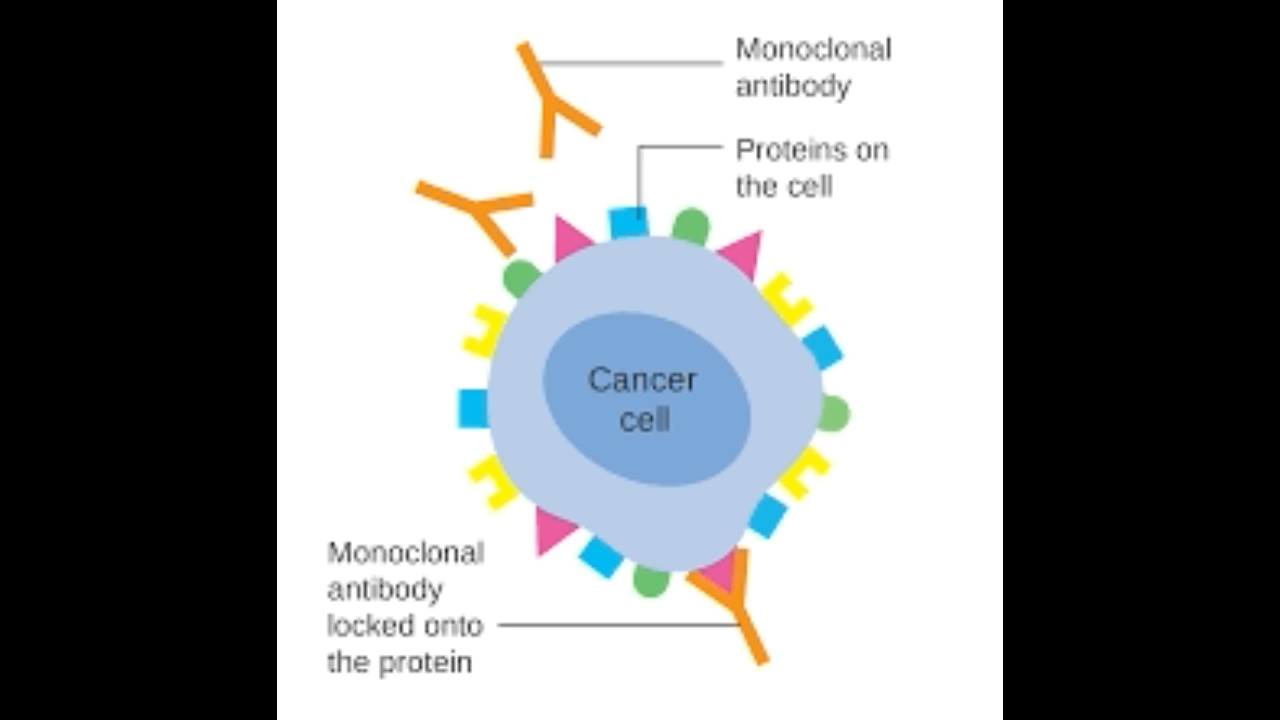 Monoclonal
antibody
Proteins on
the cell
Cancer
cell
Monoclonal
antibody
locked onto
the protein